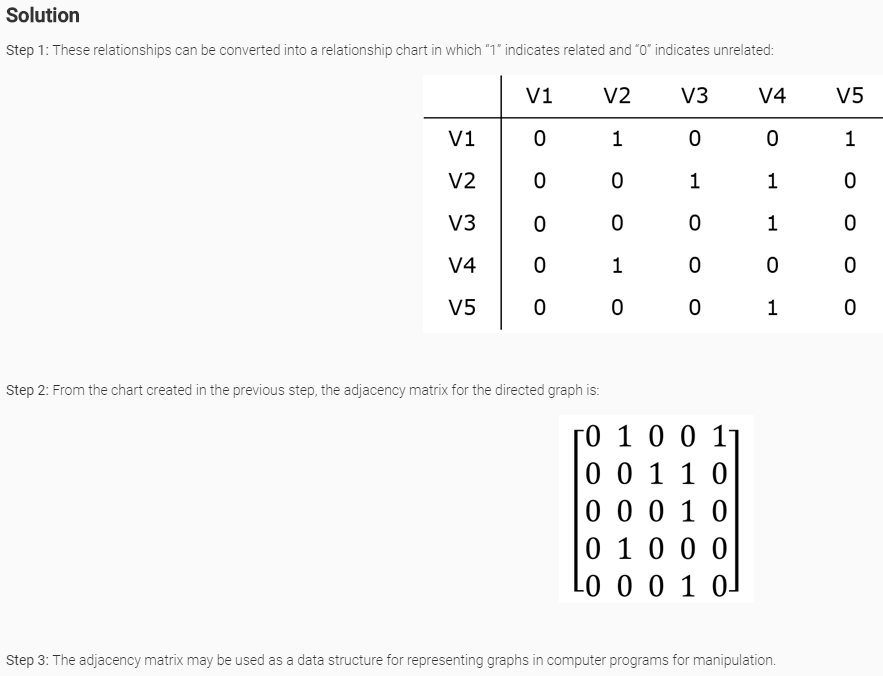 Solution
Step 1: These relationships can be converted into a relationship chart in which “1” indicates related and “0” indicates unrelated:
V1 V2 V3 V4 V5
V1 0 1 0 0 1
V2 0 0 1 1 0
V3 0 0 0 1 0
V4 0 1 0 0 0
V5 0 0 0 1 0
Step 2: From the chart created in the previous step, the adjacency matrix for the directed graph is:
0 1 0 0 1
0 0 1 1 0
0 0 0 1 0
0 1 0 0 0
0 0 0 1 0
Step 3: The adjacency matrix may be used as a data structure for representing graphs in computer programs for manipulation.